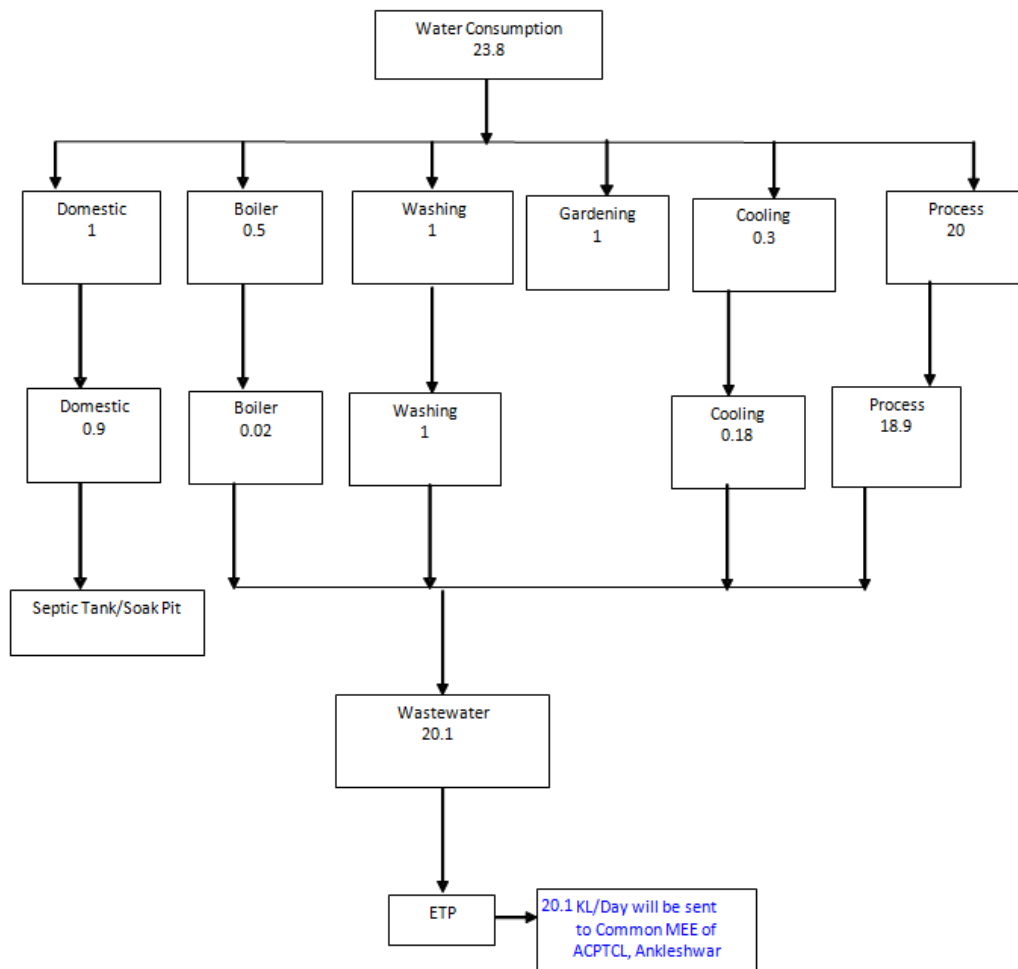 Water Consumption
23.8
Domestic
1
Boiler
0.5
Washing
1
Gardening
1
Cooling
0.3
Process
20
Domestic
0.9
Boiler
0.02
Washing
1
Cooling
0.18
Process
18.9
Septic Tank/Soak Pit
Wastewater
20.1
ETP
20.1 KL/Day will be sent
to Common MEE of
ACPTCL, Ankleshwar